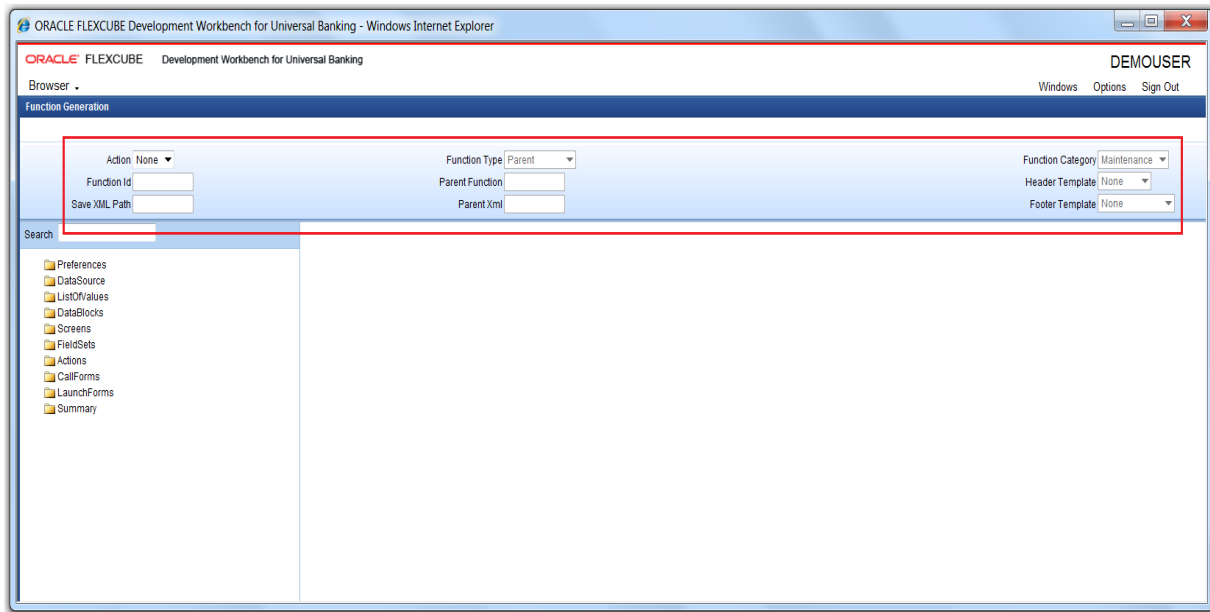 ORACLE FLEXCUBE Development Workbench for Universal Banking - Windows Internet Explorer
ORACLE FLEXCUBE Development Workbench for Universal Banking DEMOUSER
Browser Windows Options Sign Out
Function Generation
Action None Function Type Parent Function Category Maintenance
Function Id Parent Function Header Template None
Save XML Path Parent Xml Footer Template None
Search
Preferences
DataSource
ListOfValues
DataBlocks
Screens
FieldSets
Actions
CallForms
LaunchForms
Summary